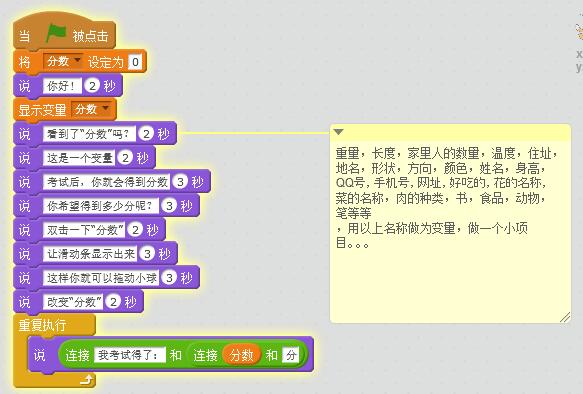 当 被点击
将 分数 设定为 0
说 你好！ 2 秒
显示变量 分数
说 看到了“分数”吗？ 2 秒
说 这是一个变量 2 秒
说 考试后，你就会得到分数 3 秒
说 你希望得到多少分呢？ 3 秒
说 双击一下“分数” 2 秒
说 让滑动条显示出来 3 秒
说 这样你就可以拖动小球 3 秒
说 改变“分数” 2 秒
重复执行
说 连接 我考试得了： 和 连接 分数 和 分
重量，长度，家里人的数量，温度，住址，
地名，形状，方向，颜色，姓名，身高，
QQ号，手机号，网址，好吃的，花的名称，
菜的名称，肉的种类，书，食品，动物，
笔等等
，用以上名称做为变量，做一个小项
目。。。
x
y